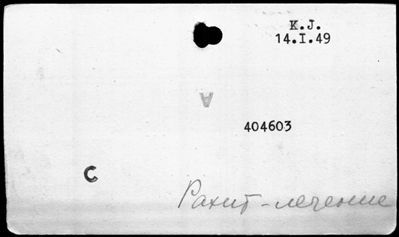 K.J.
14.I.49
A
404603
C
Рахит-лечение